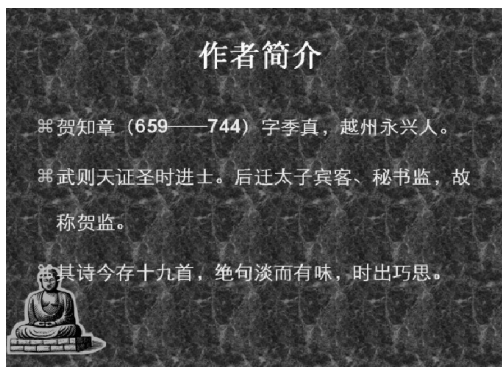 作者简介
⌘贺知章（659——744）字季真，越州永兴人。
⌘武则天证圣时进士。后迁太子宾客、秘书监，故
称贺监。
⌘其诗今存十九首，绝句淡而有味，时出巧思。